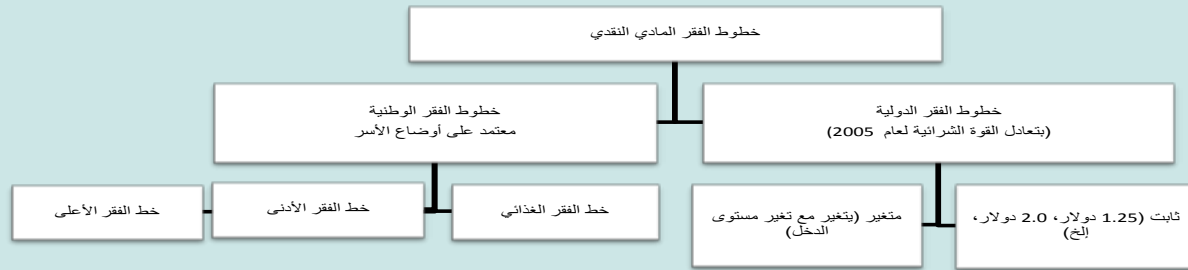 خطوط الفقر المادي النقدي
خطوط الفقر الدولية
(بتعادل القوة الشرائية لعام 2005)
خطوط الفقر الوطنية
معتمد على أوضاع الأسر
ثابت (1.25 دولار، 2.0 دولار،
إلخ)
متغير (يتغير مع تغير مستوى
الدخل)
خط الفقر الغذائي
خط الفقر الأدنى
خط الفقر الأعلى